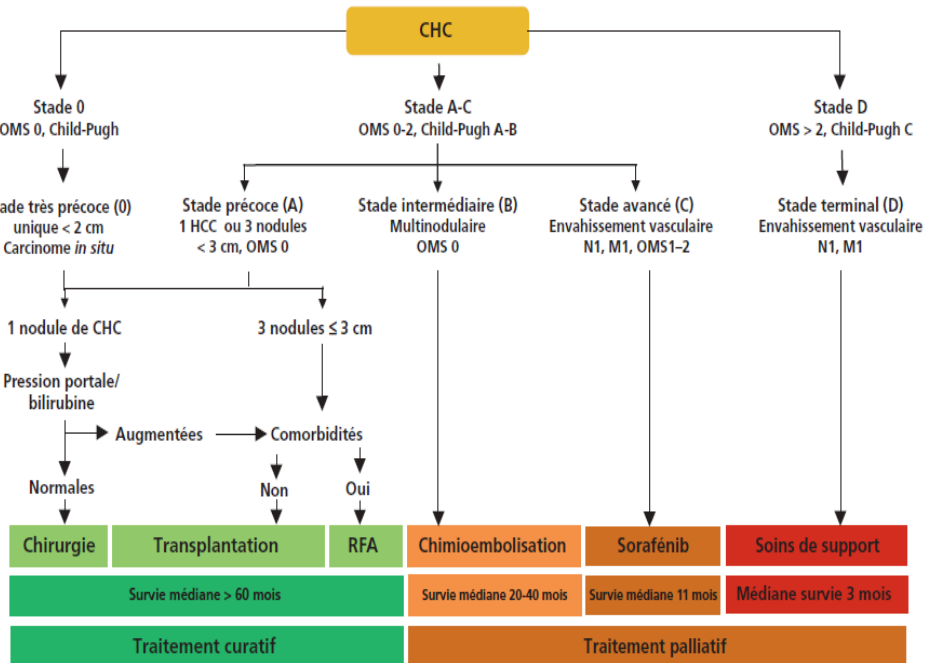 CHC
Stade 0
OMS 0, Child-Pugh
Stade A-C
OMS 0-2, Child-Pugh A-B
Stade D
OMS > 2, Child-Pugh C
ade très précoce (0)
unique < 2 cm
Carcinome in situ
Stade précoce (A)
1 HCC ou 3 nodules
< 3 cm, OMS 0
Stade intermédiaire (B)
Multinodulaire
OMS 0
Stade avancé (C)
Envahissement vasculaire
N1, M1, OMS1–2
Stade terminal (D)
Envahissement vasculaire
N1, M1
1 nodule de CHC
3 nodules ≤ 3 cm
Pression portale/
bilirubine
Augmentées
Comorbidités
Normales
Non
Oui
Chirurgie
Transplantation
RFA
Chimioembolisation
Sorafénib
Soins de support
Survie médiane > 60 mois
Survie médiane 20-40 mois
Survie médiane 11 mois
Médiane survie 3 mois
Traitement curatif
Traitement palliatif